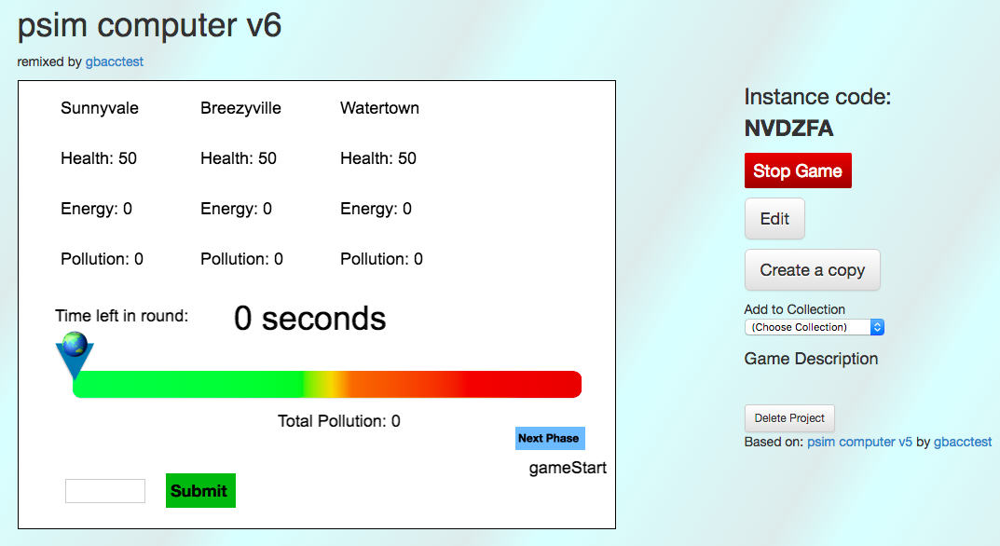 psim computer v6
remixed by gbacctest
Sunnyvale Breezyville Watertown
Health: 50 Health: 50 Health: 50
Energy: 0 Energy: 0 Energy: 0
Pollution: 0 Pollution: 0 Pollution: 0
Time left in round: 0 seconds
Total Pollution: 0
Next Phase
gameStart
Submit
Instance code:
NVDZFA
Stop Game
Edit
Create a copy
Add to Collection
(Choose Collection)
Game Description
Delete Project
Based on: psim computer v5 by gbacctest